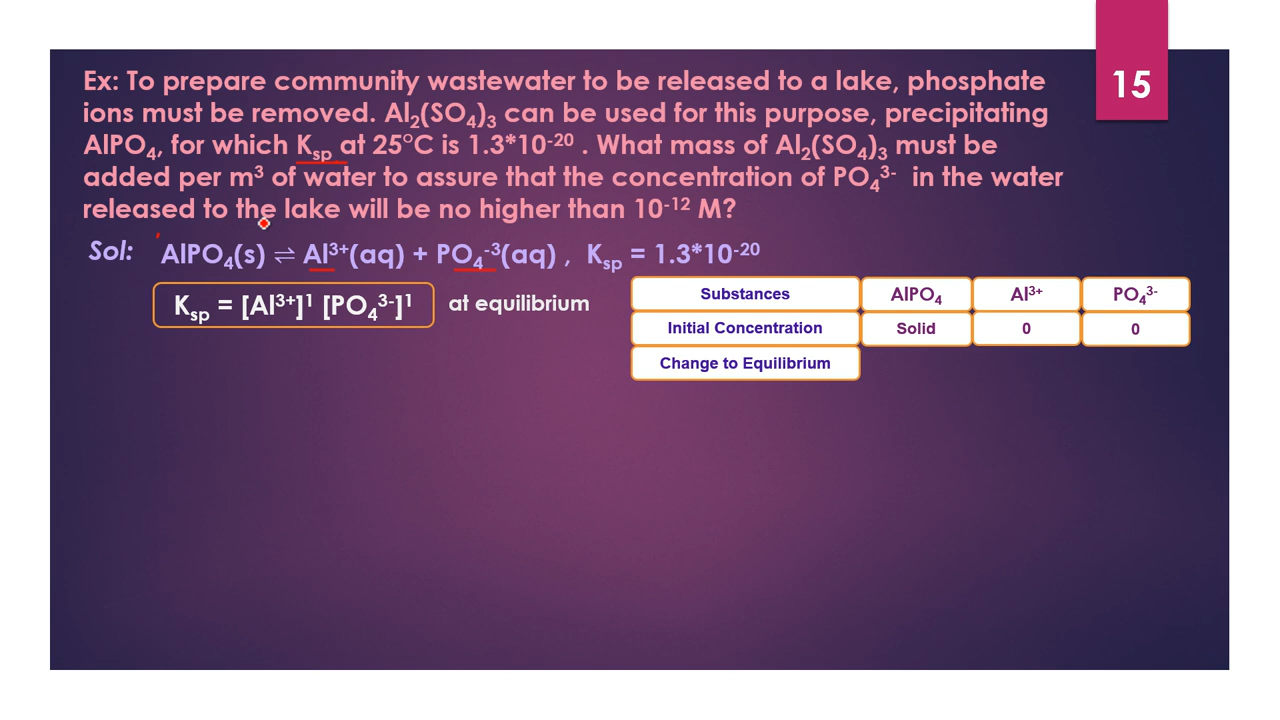 15
Ex: To prepare community wastewater to be released to a lake, phosphate
ions must be removed. Al₂(SO₄)₃ can be used for this purpose, precipitating
AlPO₄, for which Kₛₚ at 25°C is 1.3*10⁻²⁰ . What mass of Al₂(SO₄)₃ must be
added per m³ of water to assure that the concentration of PO₄³⁻ in the water
released to the lake will be no higher than 10⁻¹² M?
Sol: AlPO₄(s) ⇌ Al³⁺(aq) + PO₄⁻³(aq) , Kₛₚ = 1.3*10⁻²⁰
Kₛₚ = [Al³⁺]¹ [PO₄³⁻]¹ at equilibrium
Substances AlPO₄ Al³⁺ PO₄³⁻
Initial Concentration Solid 0 0
Change to Equilibrium